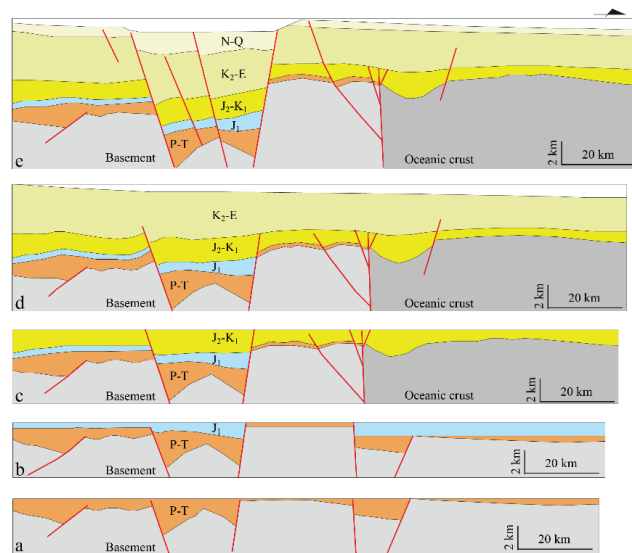 N-Q
K₂-E
J₂-K₁
J₁
P-T
Basement
Oceanic crust
2 km
20 km
e
K₂-E
J₂-K₁
J₁
P-T
Basement
Oceanic crust
2 km
20 km
d
J₂-K₁
J₁
P-T
Basement
Oceanic crust
2 km
20 km
c
J₁
P-T
Basement
2 km
20 km
b
P-T
Basement
2 km
20 km
a